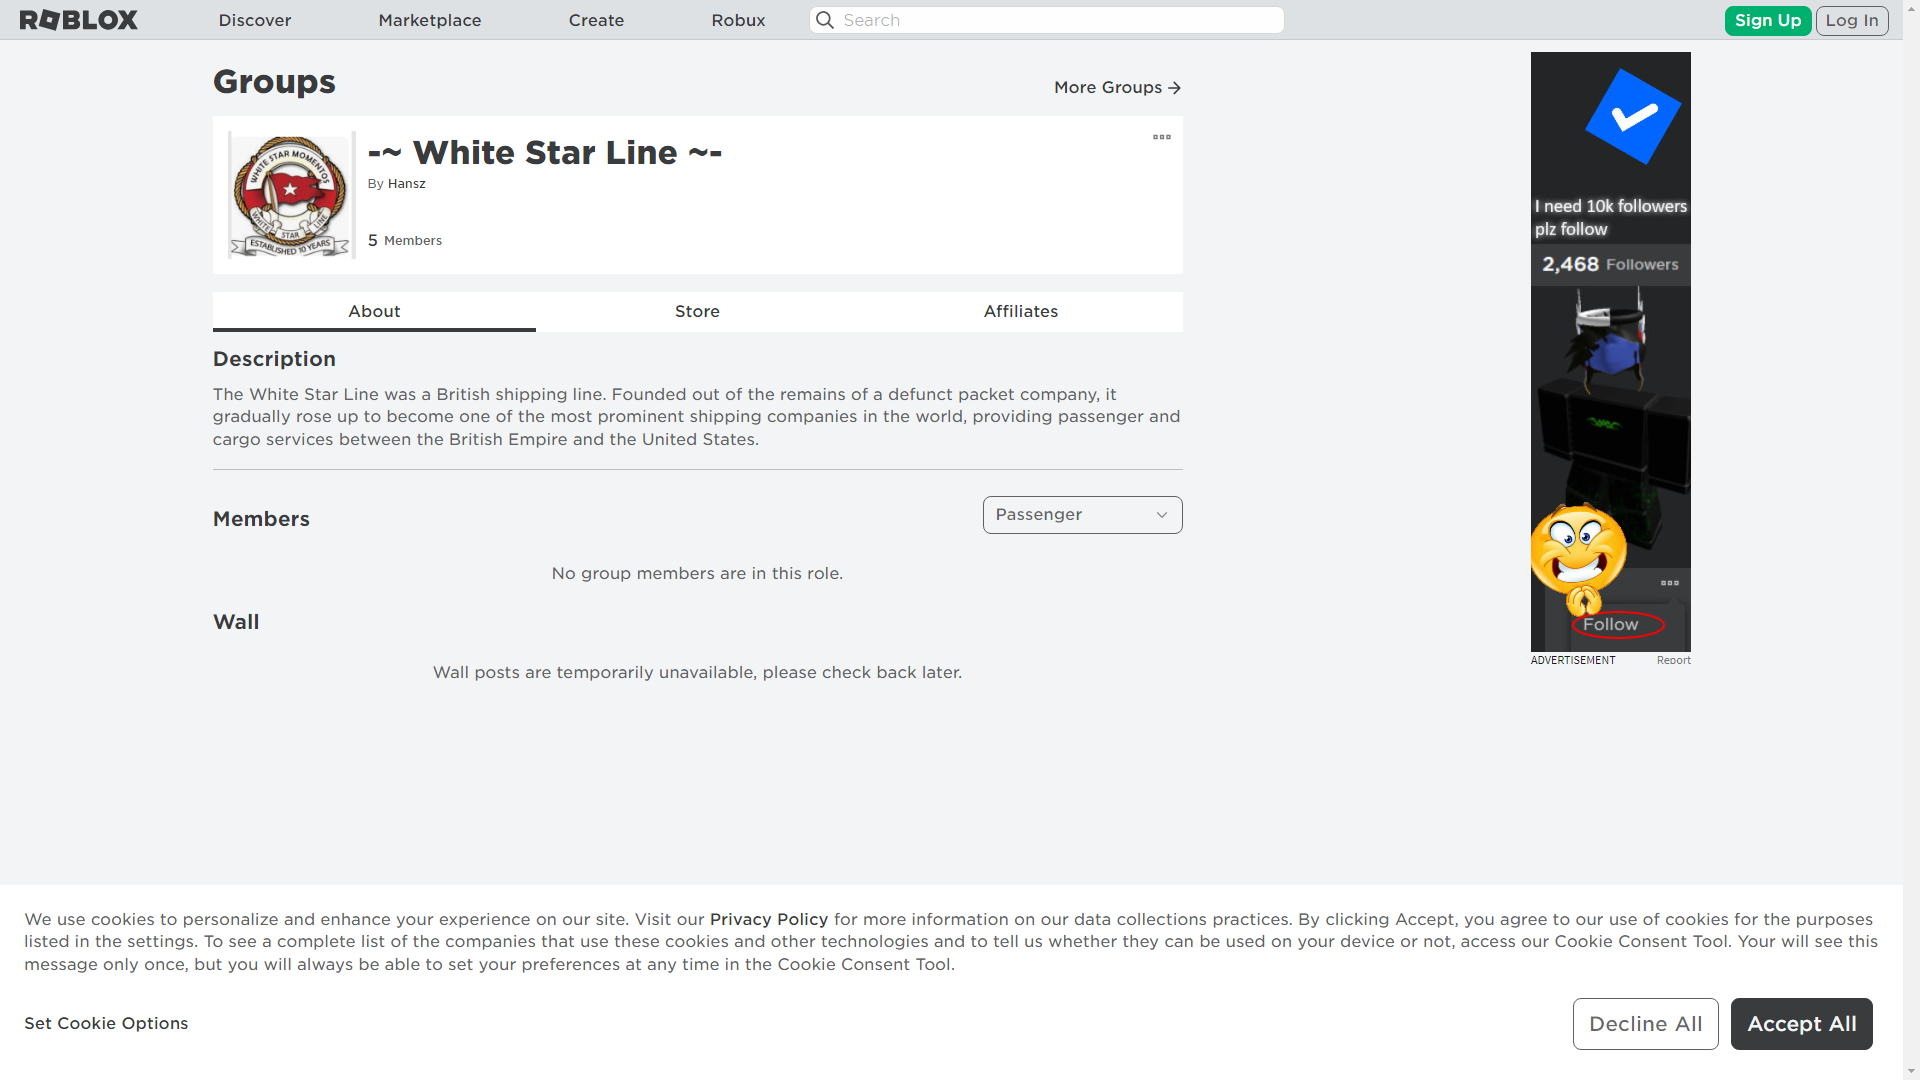 ROBLOX
Discover
Marketplace
Create
Robux
Search
Sign Up
Log In
Groups
More Groups
WHITE STAR MOMENTOS
WHITE STAR LINE
ESTABLISHED 10 YEARS
-~ White Star Line ~-
By Hansz
5 Members
About
Store
Affiliates
Description
The White Star Line was a British shipping line. Founded out of the remains of a defunct packet company, it
gradually rose up to become one of the most prominent shipping companies in the world, providing passenger and
cargo services between the British Empire and the United States.
Members
Passenger
No group members are in this role.
Wall
Wall posts are temporarily unavailable, please check back later.
I need 10k followers
plz follow
2,468 Followers
Follow
ADVERTISEMENT
Report
We use cookies to personalize and enhance your experience on our site. Visit our Privacy Policy for more information on our data collections practices. By clicking Accept, you agree to our use of cookies for the purposes
listed in the settings. To see a complete list of the companies that use these cookies and other technologies and to tell us whether they can be used on your device or not, access our Cookie Consent Tool. Your will see this
message only once, but you will always be able to set your preferences at any time in the Cookie Consent Tool.
Set Cookie Options
Decline All
Accept All